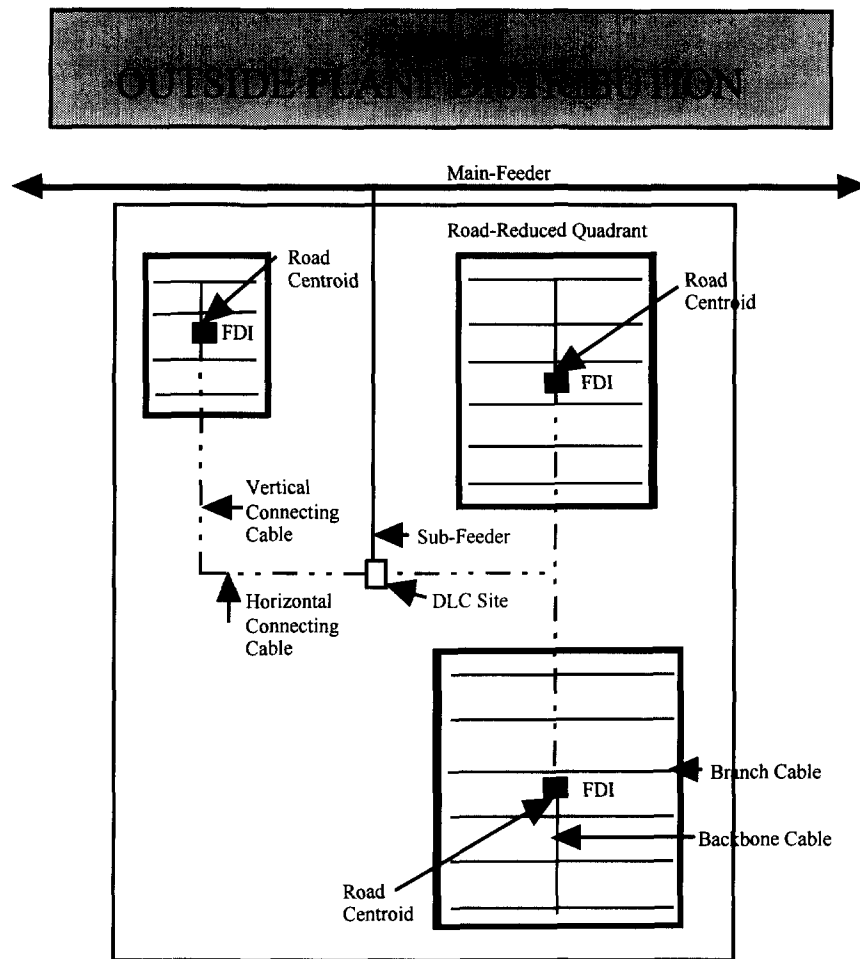 OUTSIDE PLANT DISTRIBUTION
Main-Feeder
Road-Reduced Quadrant
Road
Centroid
FDI
Road
Centroid
FDI
Vertical
Connecting
Cable
Sub-Feeder
DLC Site
Horizontal
Connecting
Cable
Branch Cable
FDI
Backbone Cable
Road
Centroid